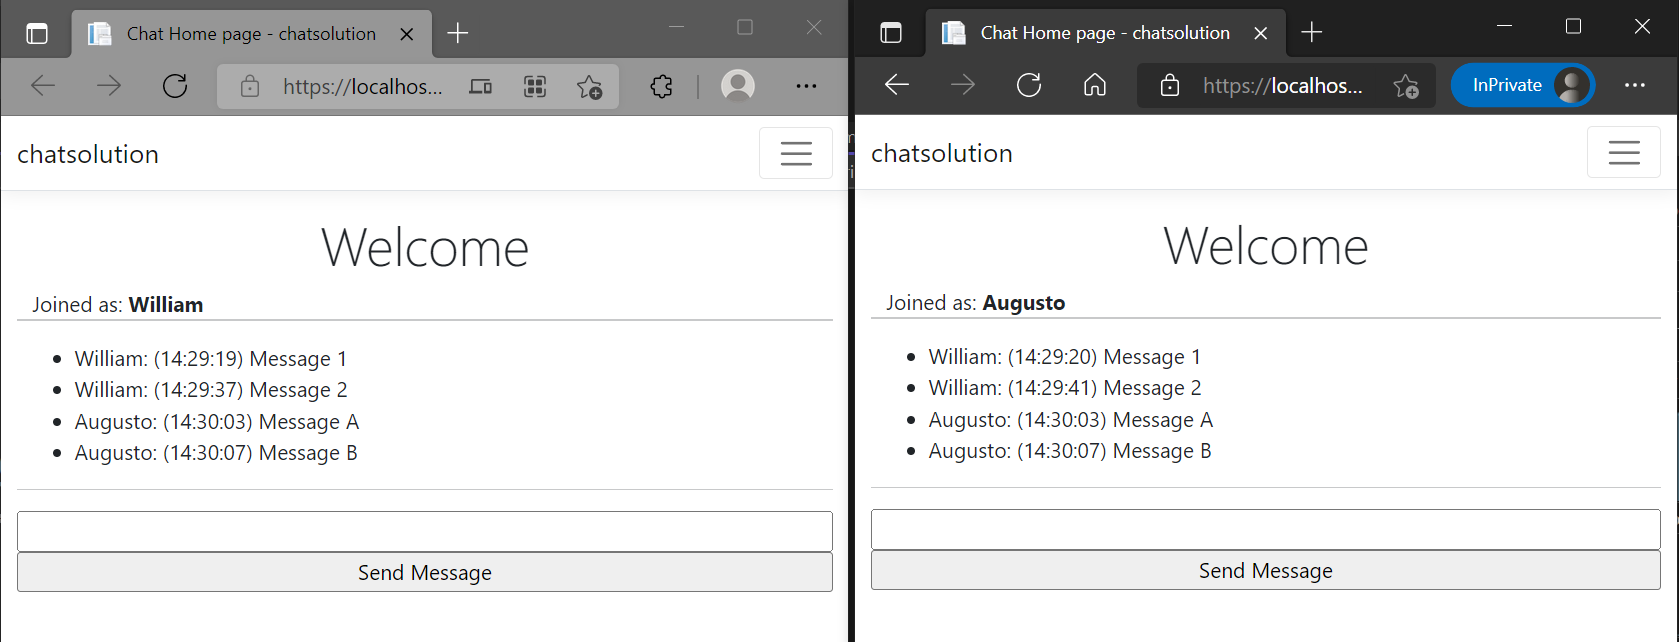 Chat Home page - chatsolution
https://localhos...
chatsolution
Welcome
Joined as: William
• William: (14:29:19) Message 1
• William: (14:29:37) Message 2
• Augusto: (14:30:03) Message A
• Augusto: (14:30:07) Message B
Send Message
Chat Home page - chatsolution
https://localhos...
InPrivate
chatsolution
Welcome
Joined as: Augusto
• William: (14:29:20) Message 1
• William: (14:29:41) Message 2
• Augusto: (14:30:03) Message A
• Augusto: (14:30:07) Message B
Send Message